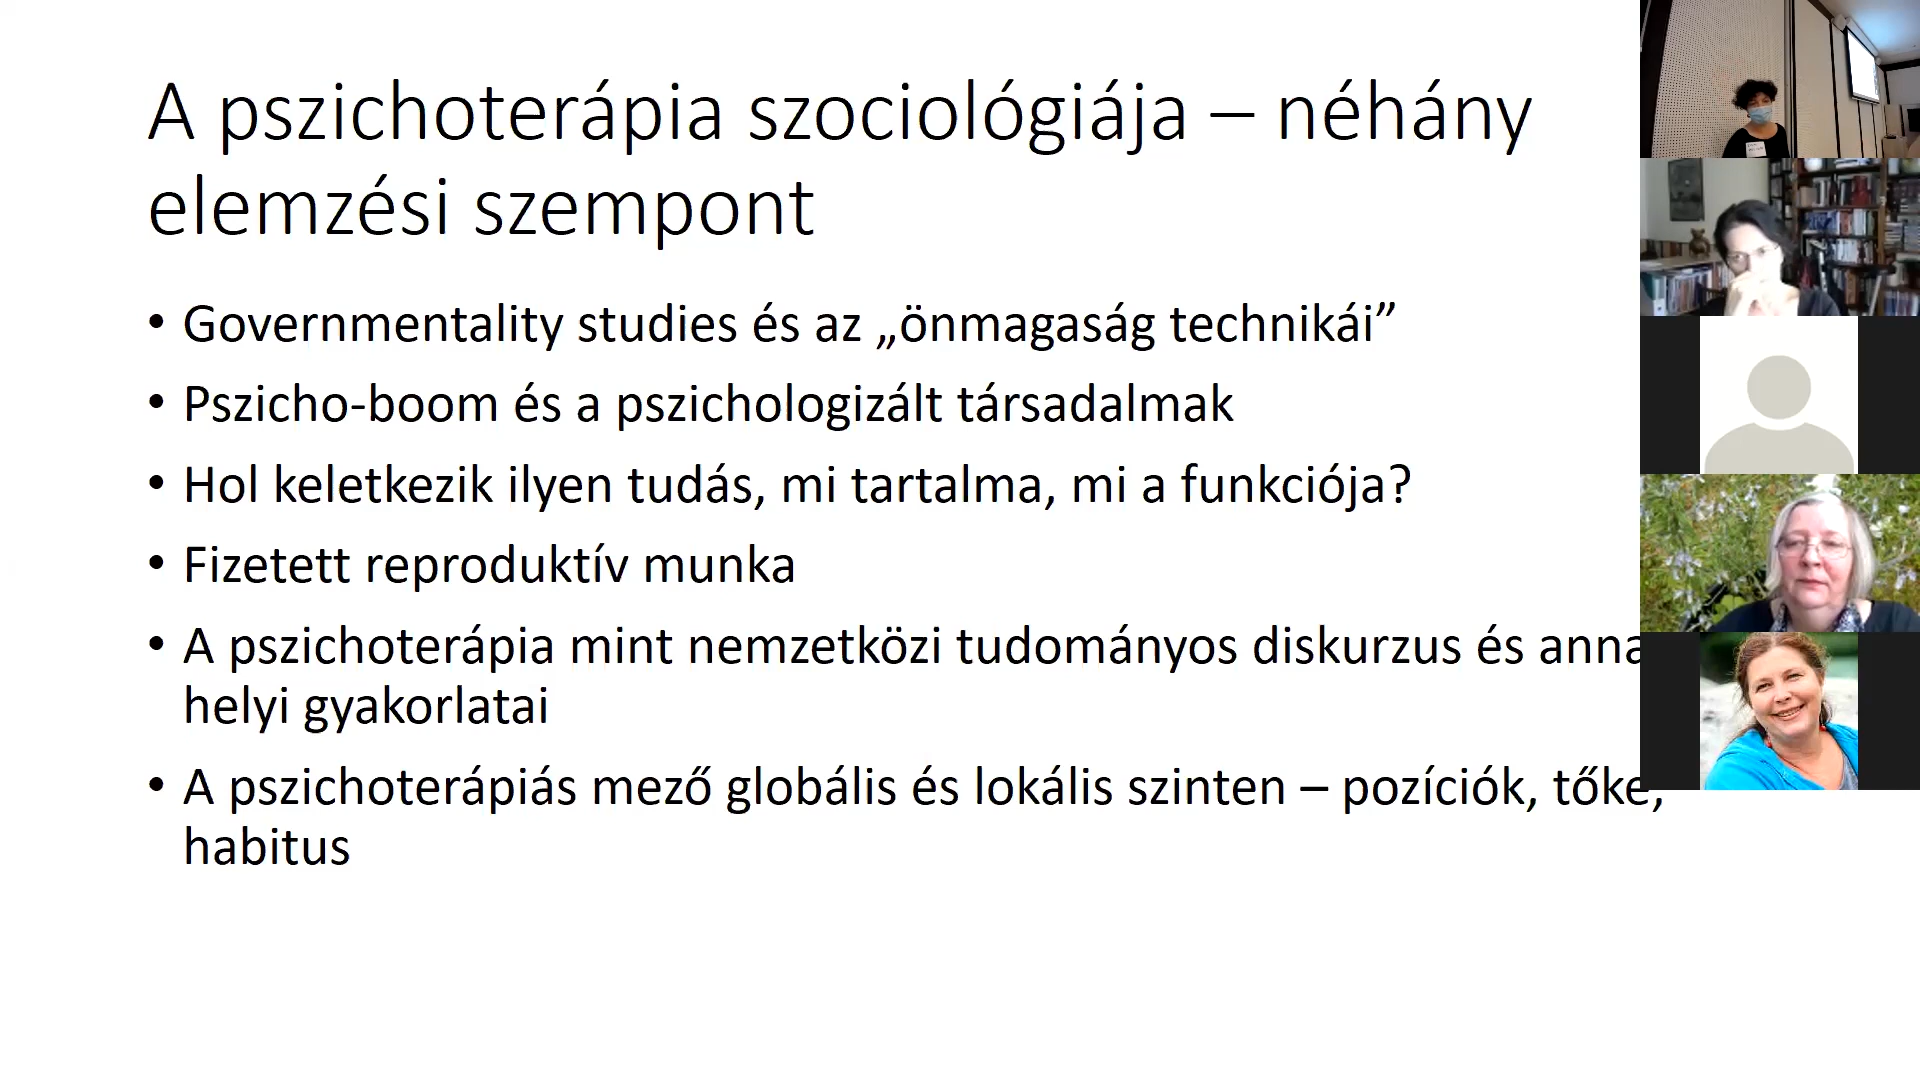 A pszichoterápia szociológiája – néhány
elemzési szempont
• Governmentality studies és az „önmagaság technikái”
• Pszicho-boom és a pszichologizált társadalmak
• Hol keletkezik ilyen tudás, mi tartalma, mi a funkciója?
• Fizetett reproduktív munka
• A pszichoterápia mint nemzetközi tudományos diskurzus és
helyi gyakorlatai
• A pszichoterápiás mező globális és lokális szinten – pozíciók, tőke,
habitus